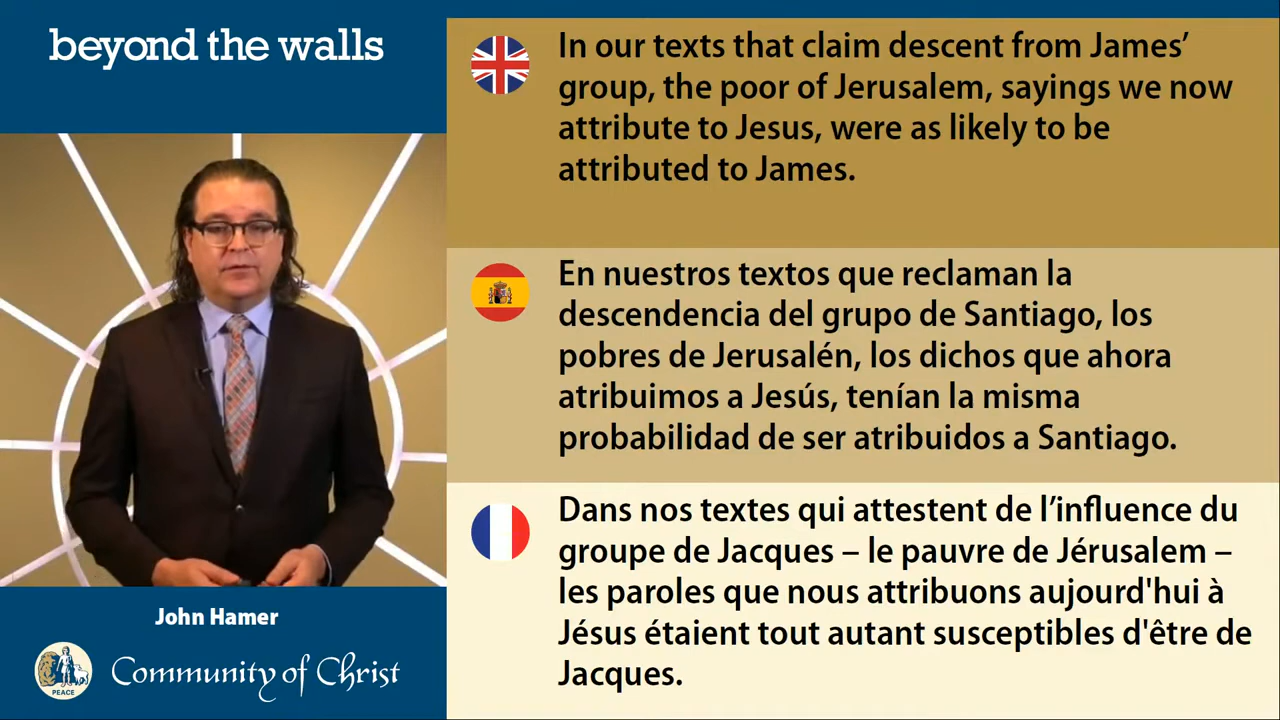 beyond the walls
In our texts that claim descent from James’
group, the poor of Jerusalem, sayings we now
attribute to Jesus, were as likely to be
attributed to James.
En nuestros textos que reclaman la
descendencia del grupo de Santiago, los
pobres de Jerusalén, los dichos que ahora
atribuimos a Jesús, tenían la misma
probabilidad de ser atribuidos a Santiago.
Dans nos textes qui attestent de l’influence du
groupe de Jacques – le pauvre de Jérusalem –
les paroles que nous attribuons aujourd'hui à
Jésus étaient tout autant susceptibles d'être de
Jacques.
John Hamer
PEACE
Community of Christ